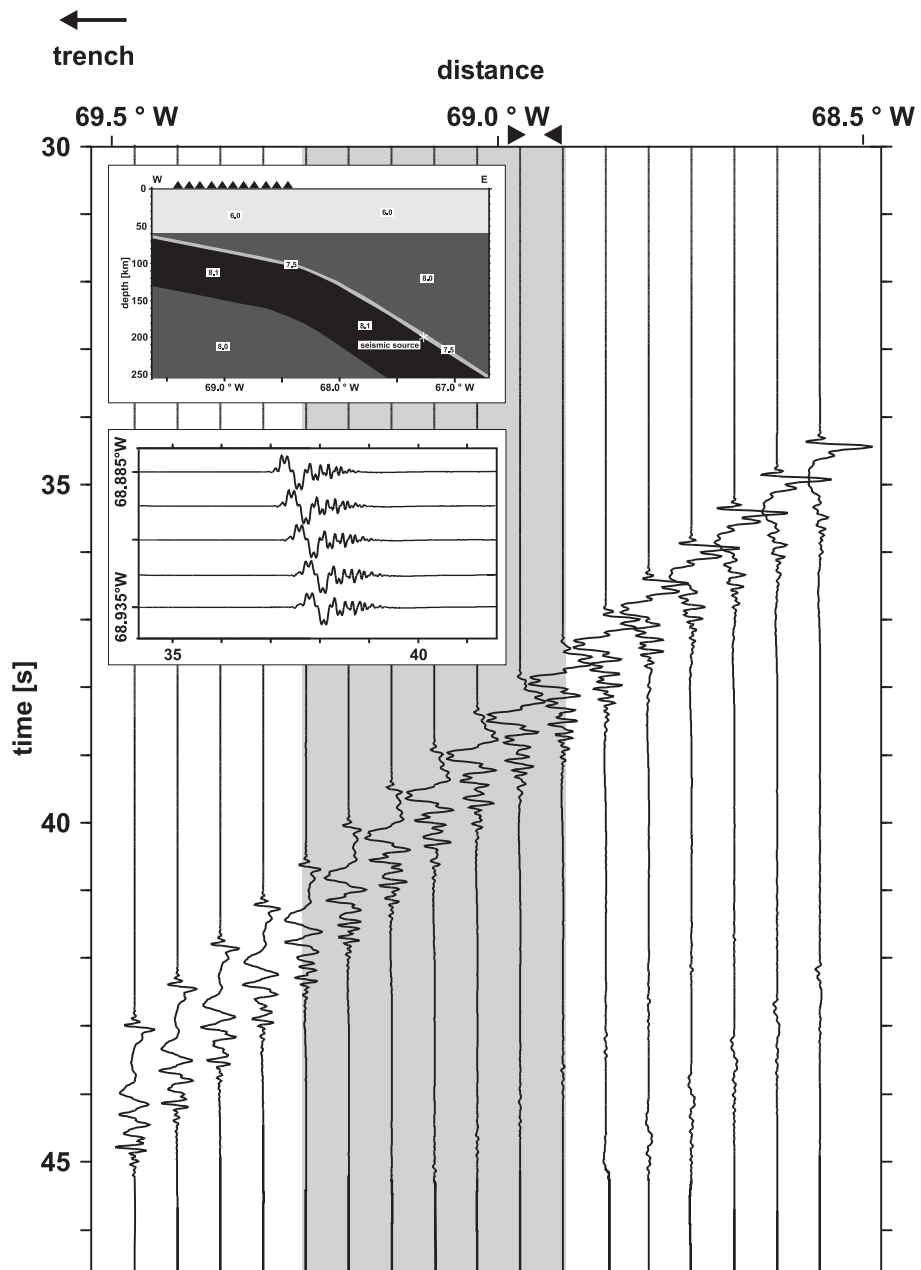 trench
distance
69.5 ° W 69.0 ° W 68.5 ° W
30
W E
0
6.0 6.0
50
7.5
100
8.1 8.0
150
8.1
200
seismic source
8.0 7.5
250
depth [km]
69.0 ° W 68.0 ° W 67.0 ° W
35
68.885°W
68.935°W
35 40
time [s]
40
45